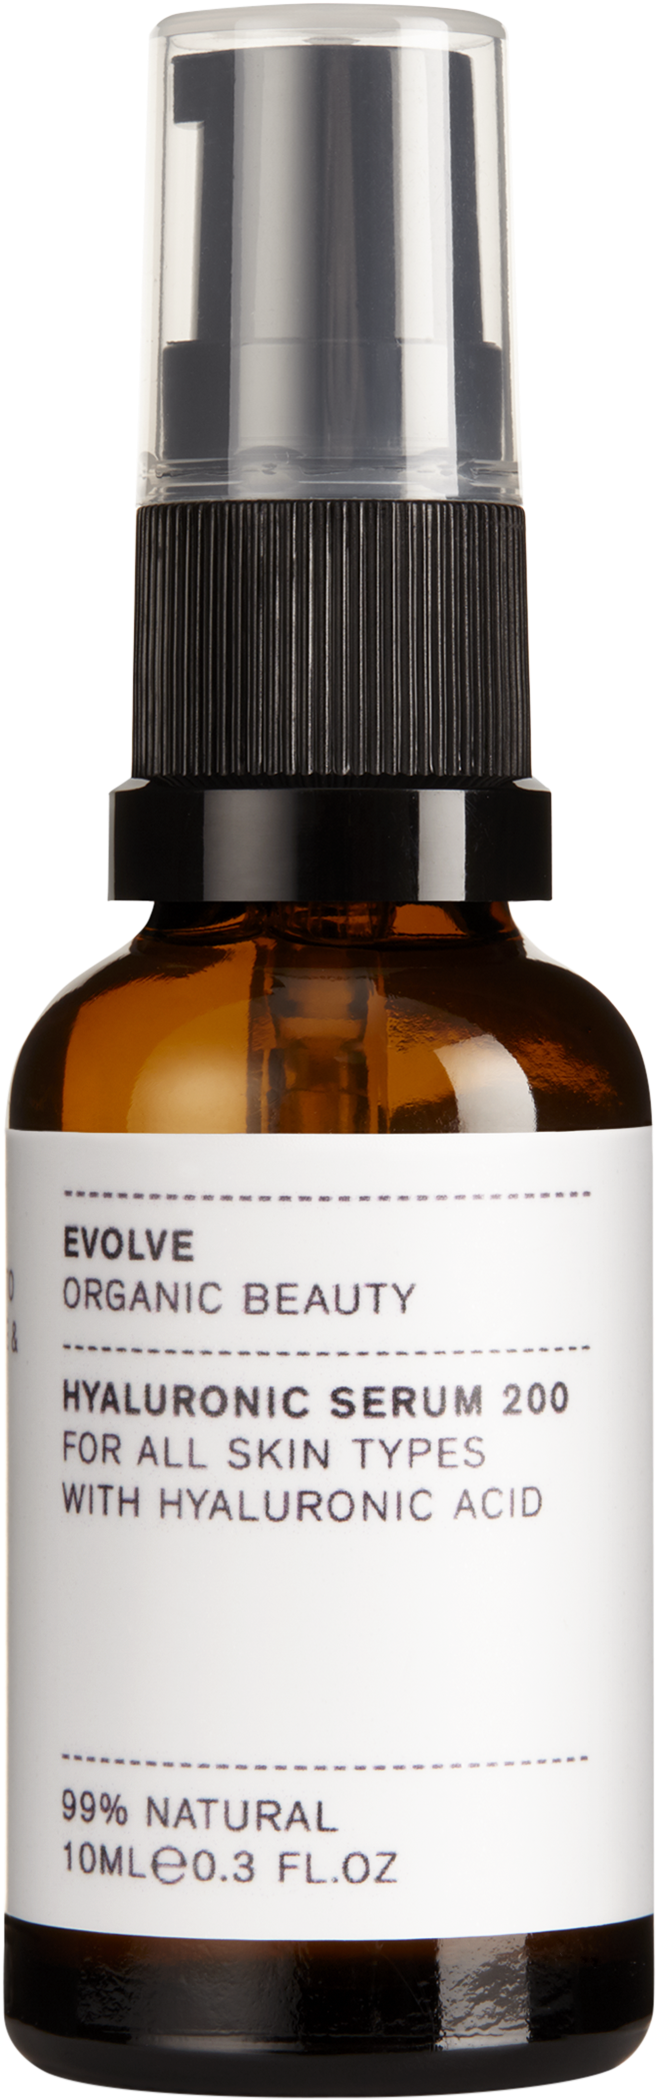 EVOLVE
ORGANIC BEAUTY
HYALURONIC SERUM 200
FOR ALL SKIN TYPES
WITH HYALURONIC ACID
99% NATURAL
10ML℮0.3 FL.OZ
&